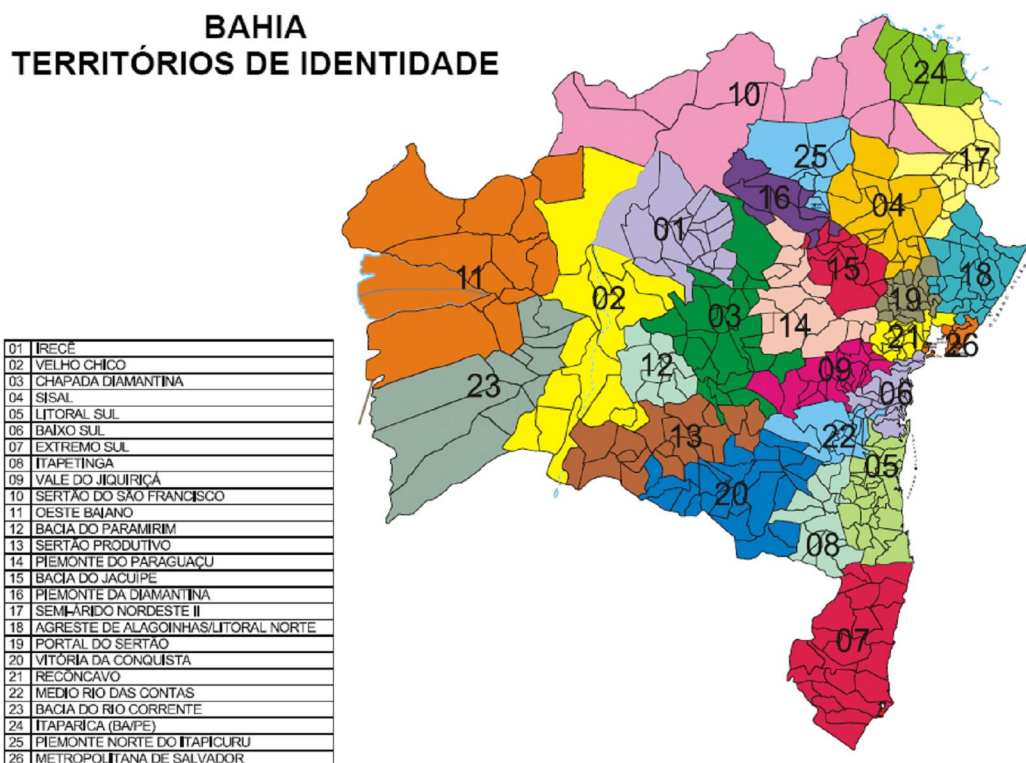 BAHIA
TERRITÓRIOS DE IDENTIDADE
24
10
17
25
16
04
01
11
15
18
02
19
03
14
21
26
12
09
23
06
13
22
05
20
08
07
01 IRECÊ
02 VELHO CHICO
03 CHAPADA DIAMANTINA
04 SISAL
05 LITORAL SUL
06 BAIXO SUL
07 EXTREMO SUL
08 ITAPETINGA
09 VALE DO JIQUIRIÇÁ
10 SERTÃO DO SÃO FRANCISCO
11 OESTE BAIANO
12 BACIA DO PARAMIRIM
13 SERTÃO PRODUTIVO
14 PIEMONTE DO PARAGUAÇU
15 BACIA DO JACUIPE
16 PIEMONTE DA DIAMANTINA
17 SEMI-ÁRIDO NORDESTE II
18 AGRESTE DE ALAGOINHAS/LITORAL NORTE
19 PORTAL DO SERTÃO
20 VITÓRIA DA CONQUISTA
21 RECÔNCAVO
22 MEDIO RIO DAS CONTAS
23 BACIA DO RIO CORRENTE
24 ITAPARICA (BA/PE)
25 PIEMONTE NORTE DO ITAPICURU
26 METROPOLITANA DE SALVADOR